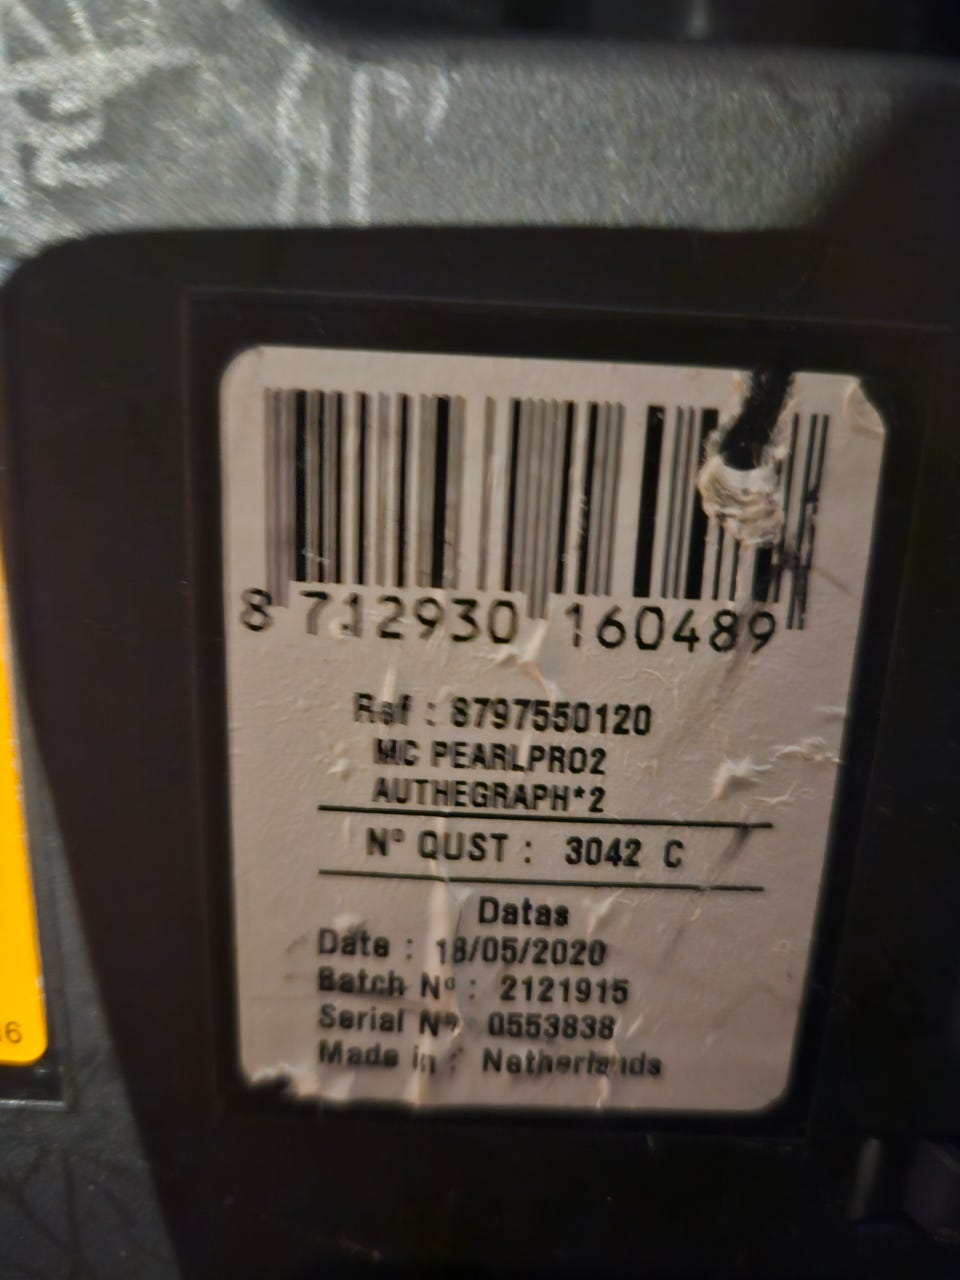 8 712930 160489
Ref : 8797550120
MC PEARLPRO2
AUTHEGRAPH*2
N° QUST : 3042 C
Datas
Date : 18/05/2020
Batch N° : 2121915
Serial N° 0553838
Made in : Netherlands